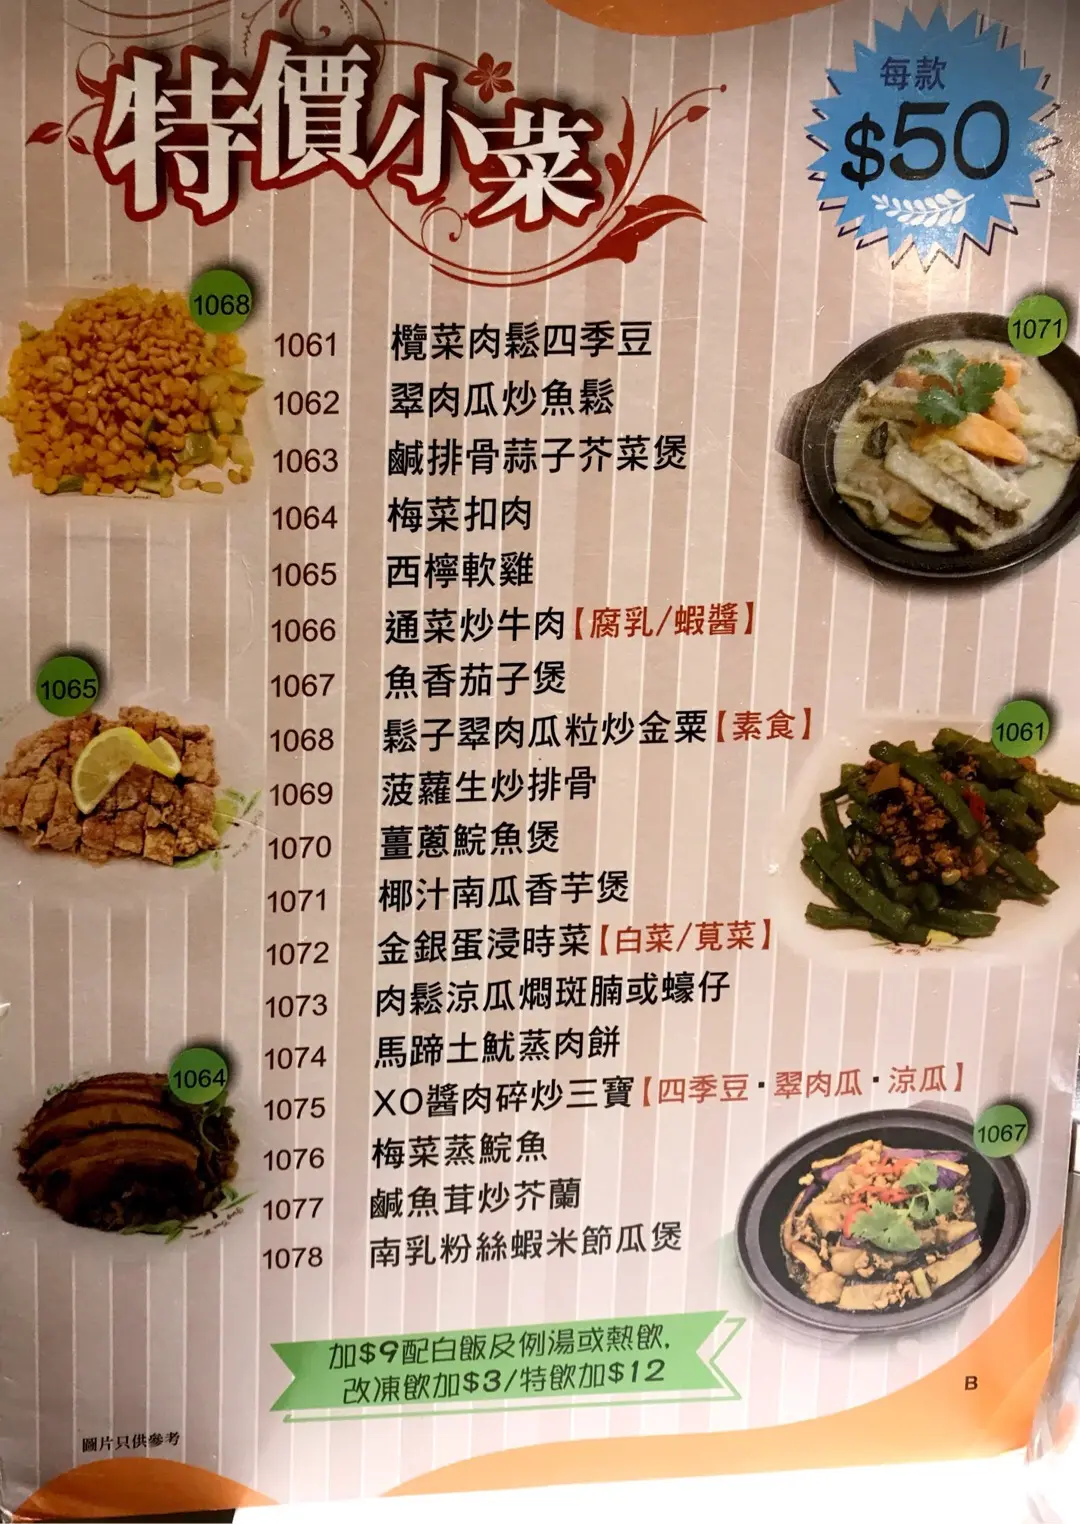 特價小菜
每款
$50
1068
1071
1061 欖菜肉鬆四季豆
1062 翠肉瓜炒魚鬆
1063 鹹排骨蒜子芥菜煲
1064 梅菜扣肉
1065 西檸軟雞
1066 通菜炒牛肉【腐乳/蝦醬】
1065
1067 魚香茄子煲
1068 鬆子翠肉瓜粒炒金粟【素食】
1061
1069 菠蘿生炒排骨
1070 薑蔥鯇魚煲
1071 椰汁南瓜香芋煲
1072 金銀蛋浸時菜【白菜/莧菜】
1073 肉鬆涼瓜燜斑腩或蠔仔
1074 馬蹄土魷蒸肉餅
1064
1075 XO醬肉碎炒三寶【四季豆·翠肉瓜·涼瓜】
1067
1076 梅菜蒸鯇魚
1077 鹹魚茸炒芥蘭
1078 南乳粉絲蝦米節瓜煲
加$9配白飯及例湯或熱飲,
改凍飲加$3/特飲加$12
B
圖片只供參考